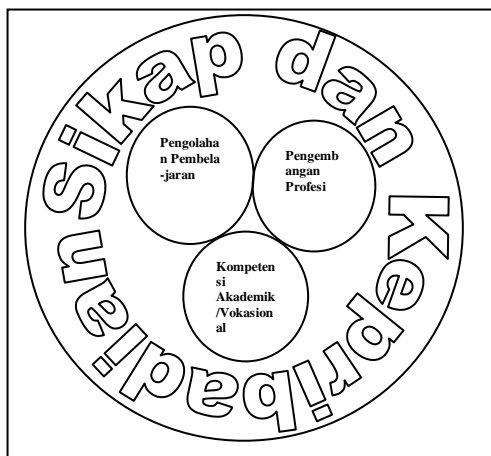 Sikap dan Kepribadian
Pengolaha
n Pembela
-jaran
Pengemb
angan
Profesi
Kompeten
si
Akademik
/Vokasion
al